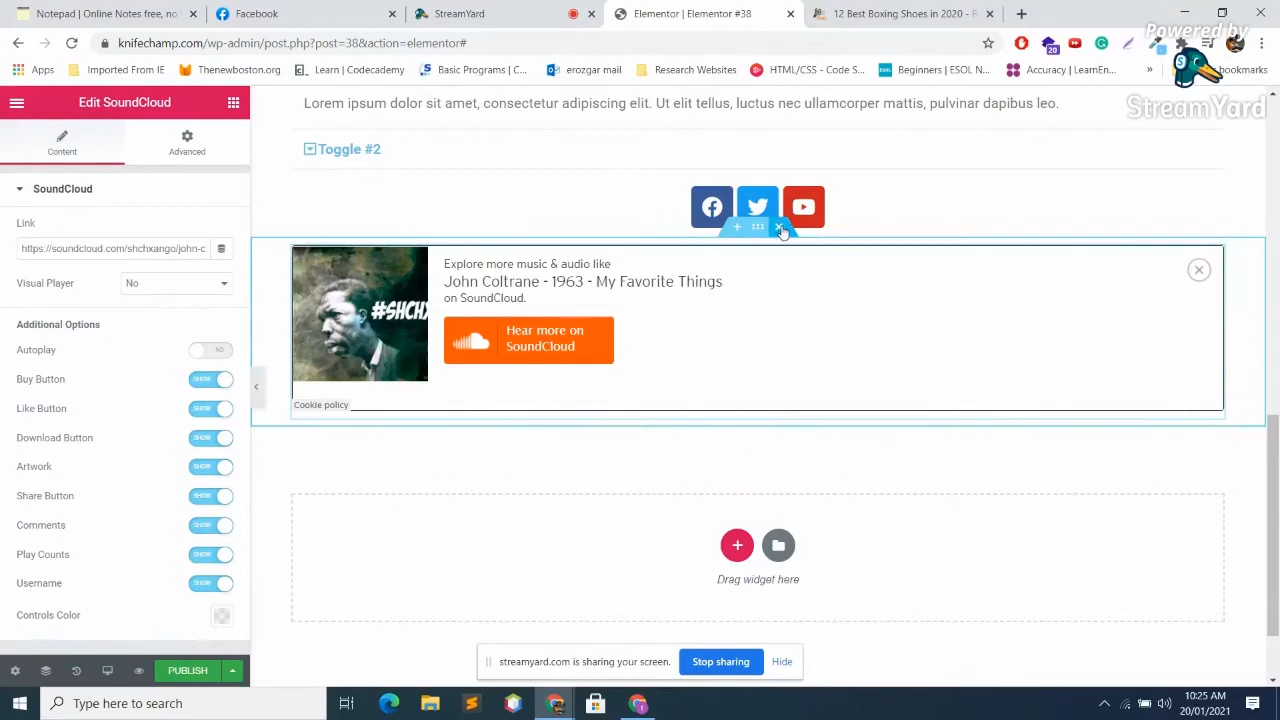 Online Notes - Notepad, no
Facebook
StreamYard
Elementor | Elementor #38
12 Best Boxing Shoes in 2020 - R
knifechamp.com/wp-admin/post.php?post=38&action=elementor#
20
Powered by
StreamYard
Apps
Imported From IE
Thenewboston.org
Learn | Codecademy
Basic Programs | C...
erozgar mail
Research Websites
HTML/CSS - Code S...
Beginners | ESOL N...
Accuracy | LearnEn...
»
bookmarks
Edit SoundCloud
Content
Advanced
SoundCloud
Link
https://soundcloud.com/shchxango/john-c
Visual Player
No
Additional Options
Autoplay
NO
Buy Button
SHOW
Like Button
SHOW
Download Button
SHOW
Artwork
SHOW
Share Button
SHOW
Comments
SHOW
Play Counts
SHOW
Username
SHOW
Controls Color
PUBLISH
Lorem ipsum dolor sit amet, consectetur adipiscing elit. Ut elit tellus, luctus nec ullamcorper mattis, pulvinar dapibus leo.
Toggle #2
#SHCHX
Explore more music & audio like
John Coltrane - 1963 - My Favorite Things
on SoundCloud.
Hear more on
SoundCloud
Cookie policy
Drag widget here
streamyard.com is sharing your screen.
Stop sharing
Hide
Type here to search
10:25 AM
20/01/2021